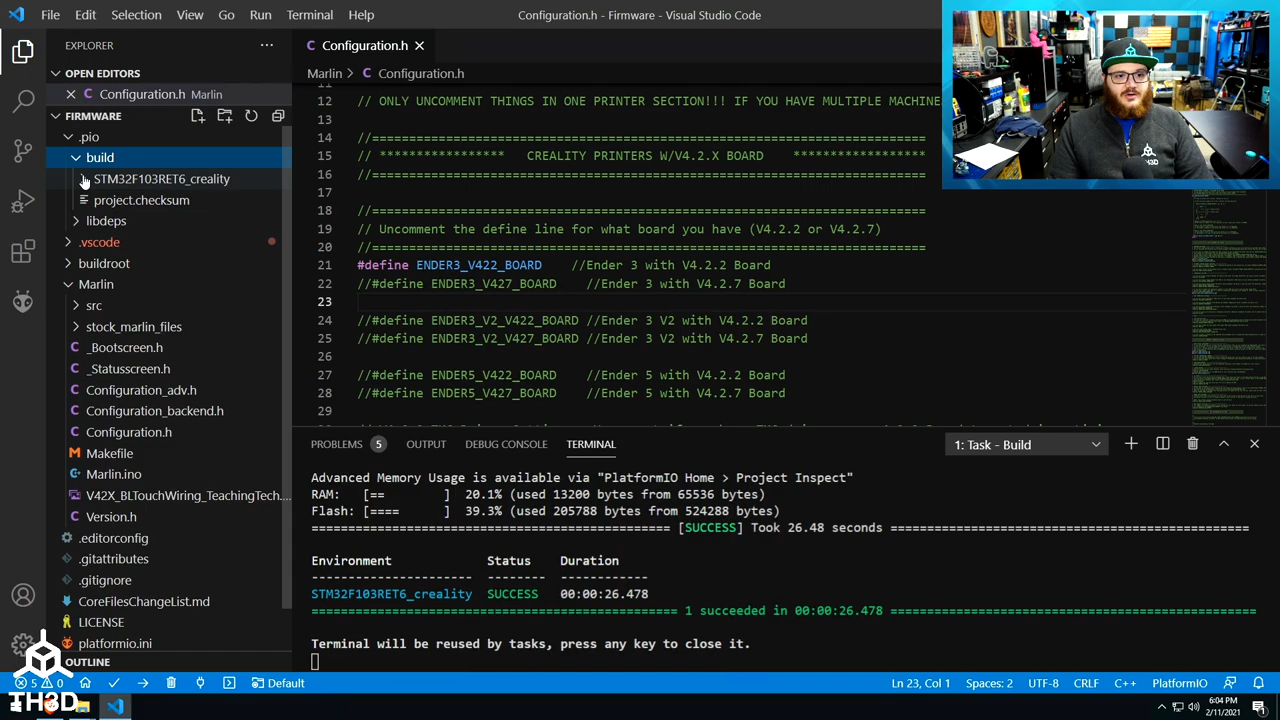 File Edit Selection View Go Run Terminal Help
Configuration.h - Firmware - Visual Studio Code
EXPLORER
OPEN EDITORS
Configuration.h Marlin
FIRMWARE
.pio
build
STM32F103RET6_creality
project.checksum
libdeps
.vscode
buildroot
Marlin
src
Bootscreen.h
_Statusscreen.h
Configuration_adv.h
Configuration_backend.h
Configuration.h
Makefile
Marlin.ino
V42X_BLTouchWiring_TeachingTech....
Version.h
.editorconfig
.gitattributes
.gitignore
CoreFilesChangeList.md
LICENSE
platformio.ini
OUTLINE
Configuration.h
Marlin > Configuration.h
12 // ONLY UNCOMMENT THINGS IN ONE PRINTER SECTION!!! IF YOU HAVE MULTIPLE MACHINE
13
14 //===========================================================================
15 // **************** CREALITY PRINTERS W/V4.2.X BOARD ****************
16 //===========================================================================
17
18 //===========================================================================
19 // Uncomment the define line for what board you have (V4.2.2 or V4.2.7)
20 //===========================================================================
21 #define ENDER3_V422_BOARD //Ender 3 with V4.2.2 Board
22 //#define ENDER3_V427_BOARD //Ender 3 with V4.2.7 Board
23
24 //#define ENDER3_V2_422_BOARD //Ender 3 V2 with V4.2.2 Board
25 //#define ENDER3_V2_427_BOARD //Ender 3 V2 with V4.2.7 Board
26
27 //#define ENDER5_V422_BOARD //Ender 5 with V4.2.2 Board
28 //#define ENDER5_V427_BOARD //Ender 5 with V4.2.7 Board
29
PROBLEMS 5 OUTPUT DEBUG CONSOLE TERMINAL
1: Task - Build
Advanced Memory Usage is available via "PlatformIO Home > Project Inspect"
RAM: [== ] 20.1% (used 13200 bytes from 65536 bytes)
Flash: [==== ] 39.3% (used 205788 bytes from 524288 bytes)
============================================ [SUCCESS] Took 26.48 seconds ============================================
Environment Status Duration
---------------------- -------- ------------
STM32F103RET6_creality SUCCESS 00:00:26.478
============================================= 1 succeeded in 00:00:26.478 =============================================
Terminal will be reused by tasks, press any key to close it.
5 0 Default
Ln 23, Col 1 Spaces: 2 UTF-8 CRLF C++ PlatformIO
TH3D
6:04 PM
2/11/2021
TH3D